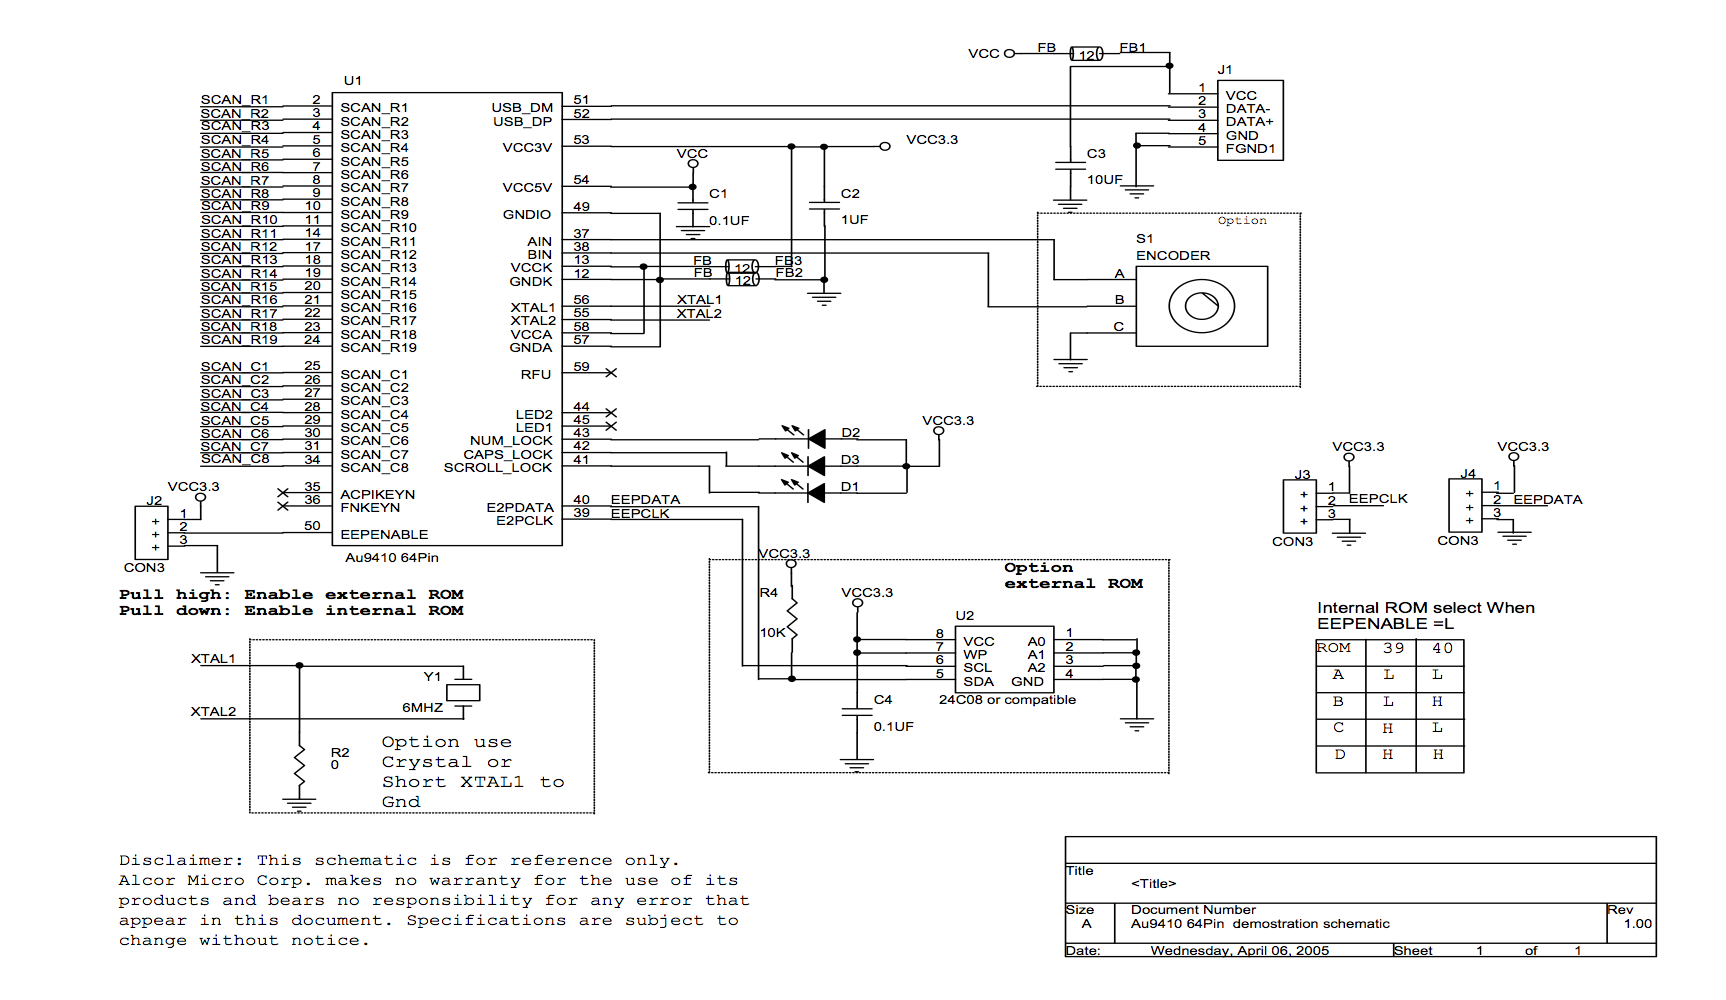 U1
SCAN_R1 2 SCAN_R1
SCAN_R2 3 SCAN_R2
SCAN_R3 4 SCAN_R3
SCAN_R4 5 SCAN_R4
SCAN_R5 6 SCAN_R5
SCAN_R6 7 SCAN_R6
SCAN_R7 8 SCAN_R7
SCAN_R8 9 SCAN_R8
SCAN_R9 10 SCAN_R9
SCAN_R10 11 SCAN_R10
SCAN_R11 14 SCAN_R11
SCAN_R12 17 SCAN_R12
SCAN_R13 18 SCAN_R13
SCAN_R14 19 SCAN_R14
SCAN_R15 20 SCAN_R15
SCAN_R16 21 SCAN_R16
SCAN_R17 22 SCAN_R17
SCAN_R18 23 SCAN_R18
SCAN_R19 24 SCAN_R19
SCAN_C1 25 SCAN_C1
SCAN_C2 26 SCAN_C2
SCAN_C3 27 SCAN_C3
SCAN_C4 28 SCAN_C4
SCAN_C5 29 SCAN_C5
SCAN_C6 30 SCAN_C6
SCAN_C7 31 SCAN_C7
SCAN_C8 34 SCAN_C8
35 ACPIKEYN
36 FNKEYN
50 EEPENABLE
USB_DM 51
USB_DP 52
VCC3V 53
VCC5V 54
GNDIO 49
AIN 37
BIN 38
VCCK 13
GNDK 12
XTAL1 56 XTAL1
XTAL2 55 XTAL2
VCCA 58
GNDA 57
RFU 59
LED2 44
LED1 45
NUM_LOCK 43
CAPS_LOCK 42
SCROLL_LOCK 41
E2PDATA 40 EEPDATA
E2PCLK 39 EEPCLK
Au9410 64Pin
VCC3.3
J2
1
2
3
+
+
+
CON3
Pull high: Enable external ROM
Pull down: Enable internal ROM
VCC
C1
0.1UF
C2
1UF
VCC3.3
FB 12 FB3
FB 12 FB2
VCC FB 12 FB1
C3
10UF
J1
1 VCC
2 DATA-
3 DATA+
4 GND
5 FGND1
Option
S1
ENCODER
A
B
C
D2
D3
D1
VCC3.3
VCC3.3
J3
1
2 EEPCLK
3
+
+
+
CON3
VCC3.3
J4
1
2 EEPDATA
3
+
+
+
CON3
Option
external ROM
VCC3.3
R4
10K
VCC3.3
U2
8 VCC A0 1
7 WP A1 2
6 SCL A2 3
5 SDA GND 4
24C08 or compatible
C4
0.1UF
Internal ROM select When
EEPENABLE =L
ROM 39 40
A L L
B L H
C H L
D H H
XTAL1
XTAL2
Y1
6MHZ
R2
0
Option use
Crystal or
Short XTAL1 to
Gnd
Disclaimer: This schematic is for reference only.
Alcor Micro Corp. makes no warranty for the use of its
products and bears no responsibility for any error that
appear in this document. Specifications are subject to
change without notice.
Title
<Title>
Size Document Number Rev
A Au9410 64Pin demostration schematic 1.00
Date: Wednesday, April 06, 2005 Sheet 1 of 1